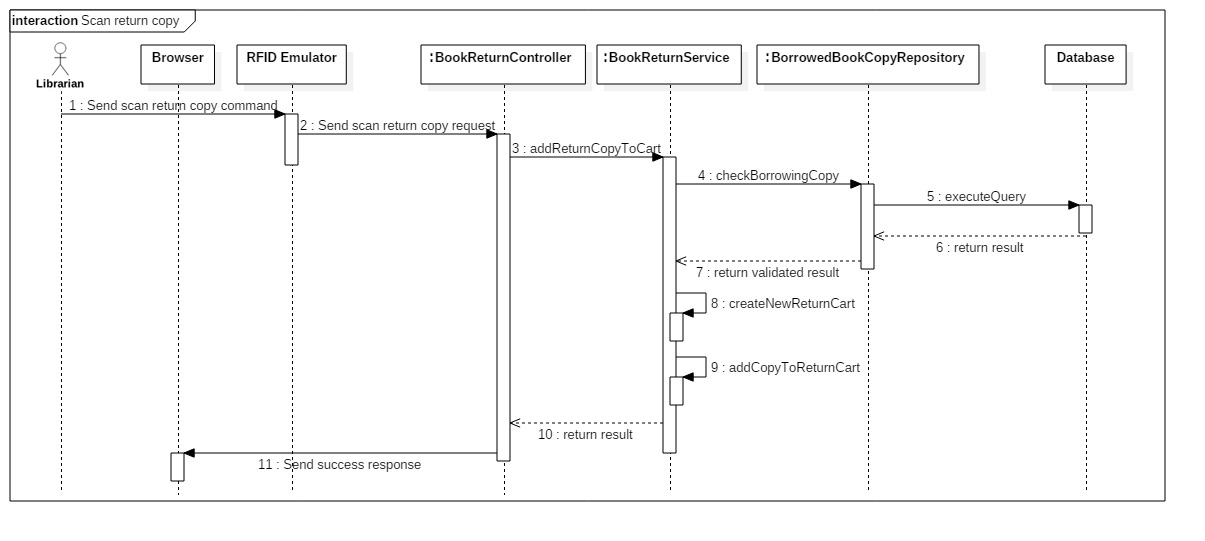 interaction Scan return copy
Librarian
Browser
RFID Emulator
:BookReturnController
:BookReturnService
:BorrowedBookCopyRepository
Database
1 : Send scan return copy command
2 : Send scan return copy request
3 : addReturnCopyToCart
4 : checkBorrowingCopy
5 : executeQuery
6 : return result
7 : return validated result
8 : createNewReturnCart
9 : addCopyToReturnCart
10 : return result
11 : Send success response